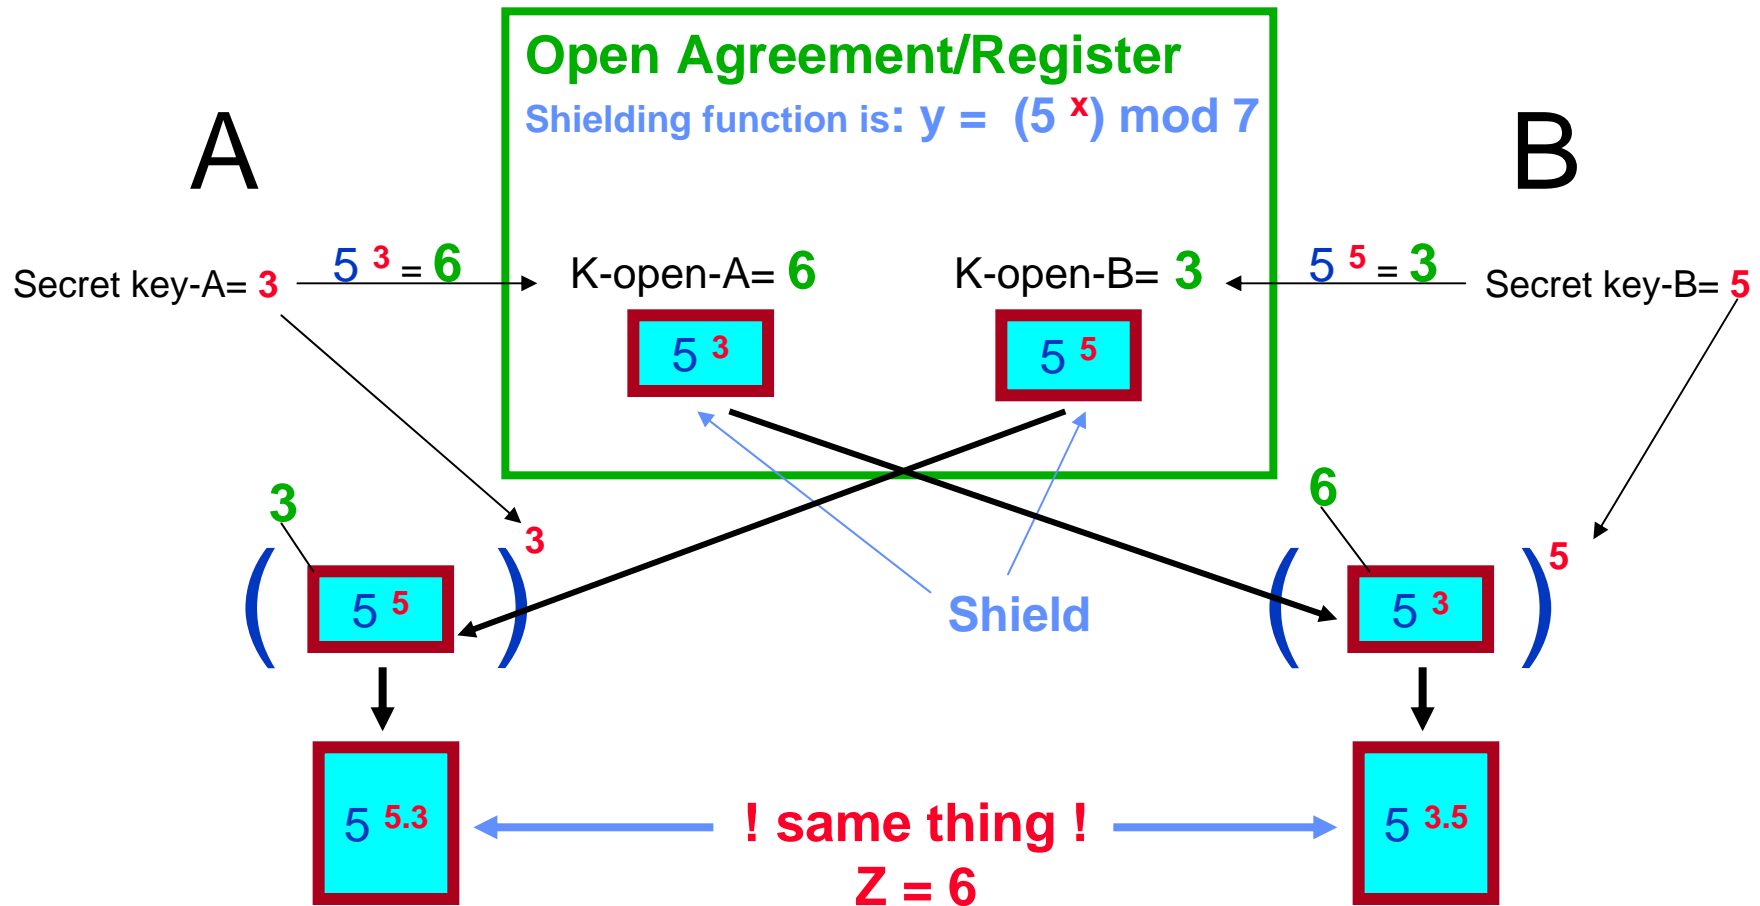 Open Agreement/Register
Shielding function is: y = (5 x) mod 7
A
B
Secret key-A= 3
5 3 = 6
K-open-A= 6
K-open-B= 3
5 5 = 3
Secret key-B= 5
5 3
5 5
3
3
5 5
Shield
6
5
5 3
5 5.3
! same thing !
Z = 6
5 3.5